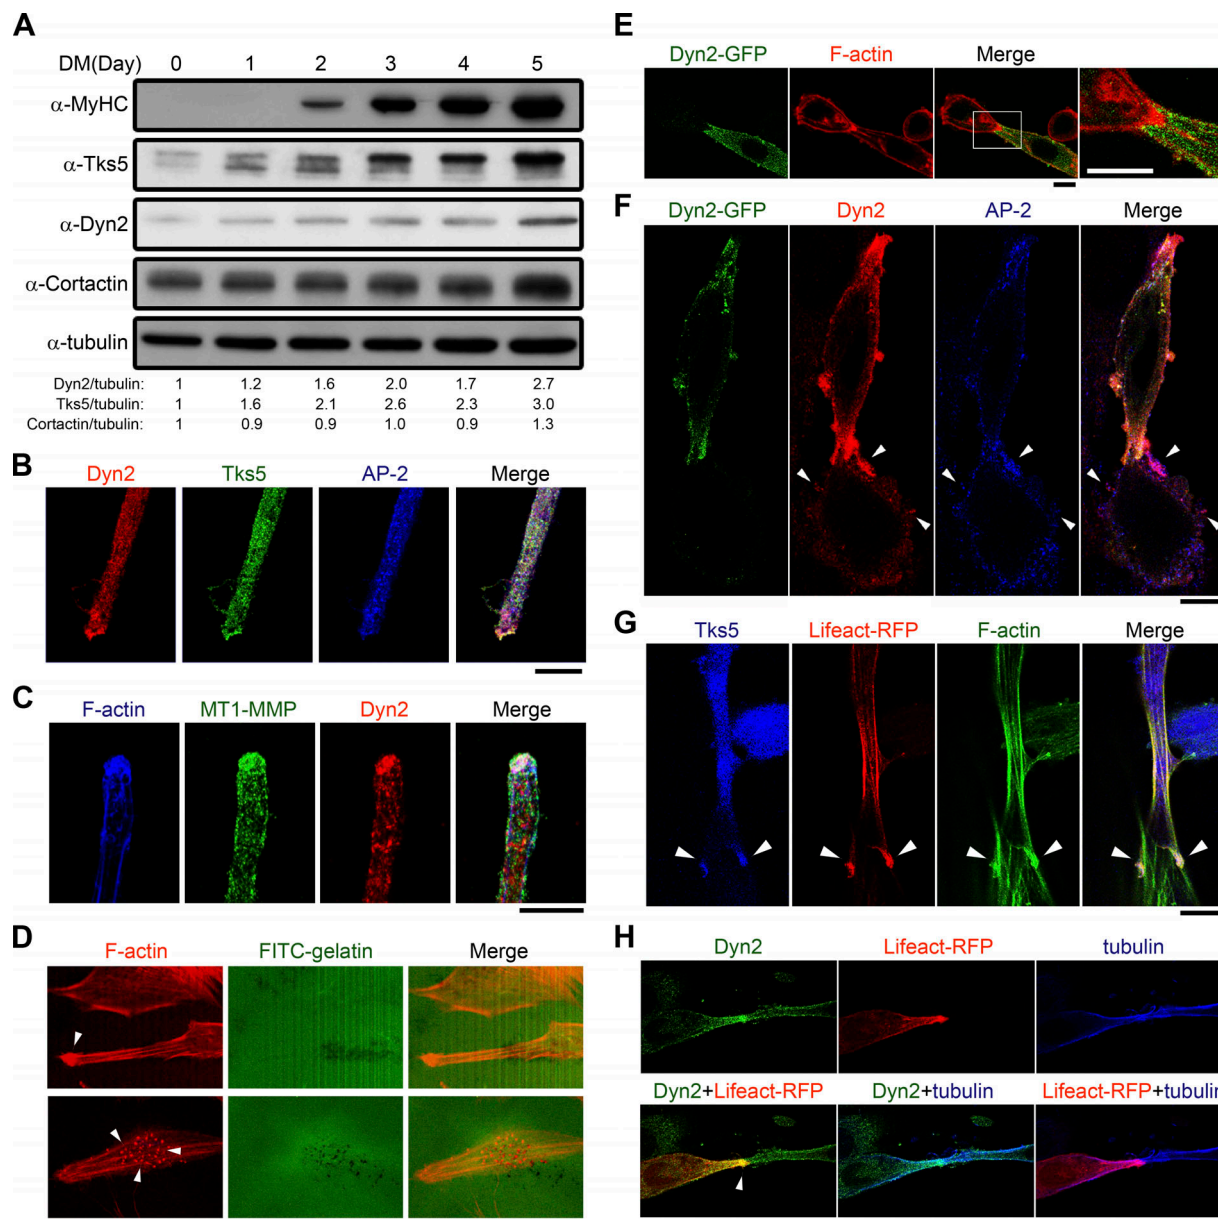 A
DM(Day) 0 1 2 3 4 5
α-MyHC
α-Tks5
α-Dyn2
α-Cortactin
α-tubulin
Dyn2/tubulin: 1 1.2 1.6 2.0 1.7 2.7
Tks5/tubulin: 1 1.6 2.1 2.6 2.3 3.0
Cortactin/tubulin: 1 0.9 0.9 1.0 0.9 1.3
B
Dyn2 Tks5 AP-2 Merge
C
F-actin MT1-MMP Dyn2 Merge
D
F-actin FITC-gelatin Merge
E
Dyn2-GFP F-actin Merge
F
Dyn2-GFP Dyn2 AP-2 Merge
G
Tks5 Lifeact-RFP F-actin Merge
H
Dyn2 Lifeact-RFP tubulin
Dyn2+Lifeact-RFP Dyn2+tubulin Lifeact-RFP+tubulin